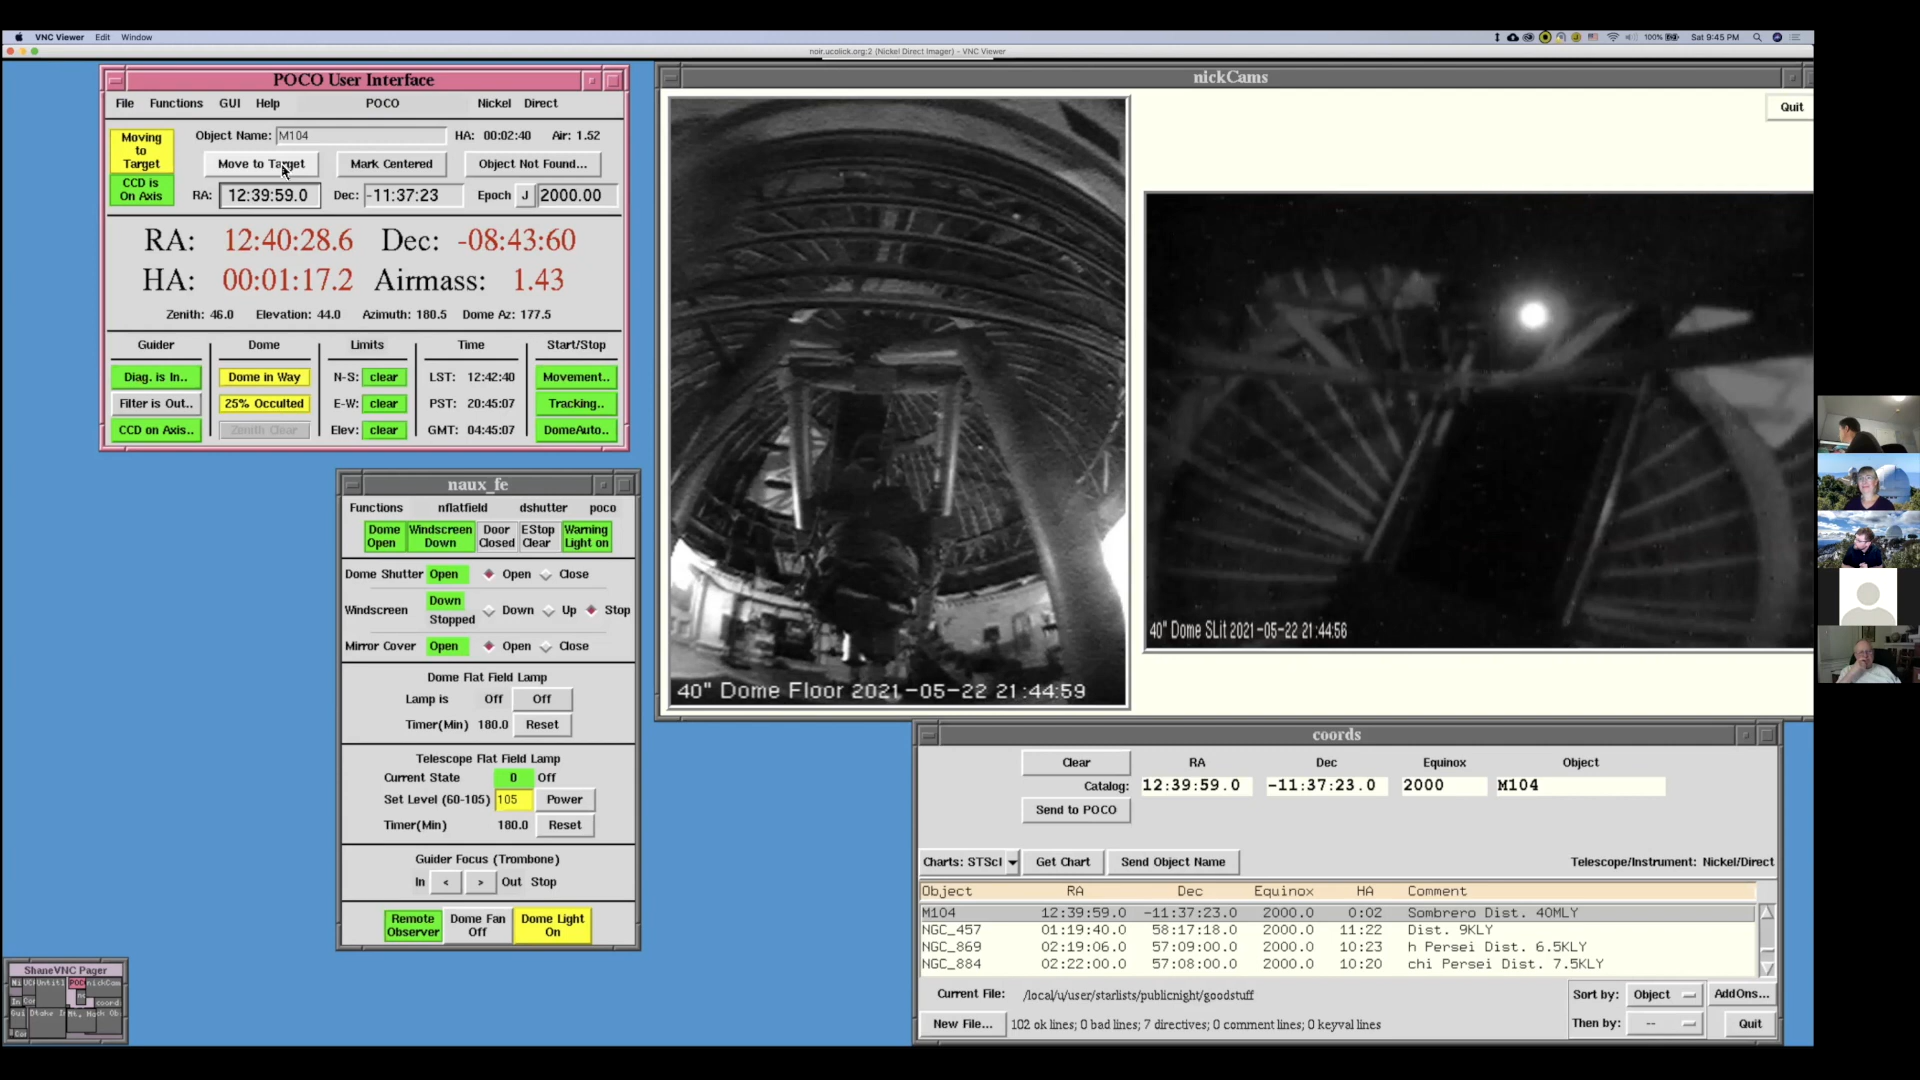 VNC Viewer Edit Window
100% Sat 9:45 PM
noir.ucolick.org:2 (Nickel Direct Imager) - VNC Viewer
POCO User Interface
File Functions GUI Help POCO Nickel Direct
Moving to Target
Object Name: M104 HA: 00:02:40 Air: 1.52
Move to Target Mark Centered Object Not Found...
CCD is On Axis
RA: 12:39:59.0 Dec: -11:37:23 Epoch J 2000.00
RA: 12:40:28.6 Dec: -08:43:60
HA: 00:01:17.2 Airmass: 1.43
Zenith: 46.0 Elevation: 44.0 Azimuth: 180.5 Dome Az: 177.5
Guider Dome Limits Time Start/Stop
Diag. is In.. Dome in Way N-S: clear LST: 12:42:40 Movement..
Filter is Out.. 25% Occulted E-W: clear PST: 20:45:07 Tracking..
CCD on Axis.. Zenith Clear Elev: clear GMT: 04:45:07 DomeAuto..
naux_fe
Functions nflatfield dshutter poco
Dome Open Windscreen Down Door Closed EStop Clear Warning Light on
Dome Shutter Open Open Close
Windscreen Down Stopped Down Up Stop
Mirror Cover Open Open Close
Dome Flat Field Lamp
Lamp is Off Off
Timer(Min) 180.0 Reset
Telescope Flat Field Lamp
Current State 0 Off
Set Level (60-105) 105 Power
Timer(Min) 180.0 Reset
Guider Focus (Trombone)
In < > Out Stop
Remote Observer Dome Fan Off Dome Light On
ShaneVNC Pager
nickCams
Quit
40" Dome Floor 2021-05-22 21:44:59
40" Dome SLit 2021-05-22 21:44:56
coords
Clear RA Dec Equinox Object
Catalog: 12:39:59.0 -11:37:23.0 2000 M104
Send to POCO
Charts: STScI Get Chart Send Object Name Telescope/Instrument: Nickel/Direct
Object RA Dec Equinox HA Comment
M104 12:39:59.0 -11:37:23.0 2000.0 0:02 Sombrero Dist. 40MLY
NGC_457 01:19:40.0 58:17:18.0 2000.0 11:22 Dist. 9KLY
NGC_869 02:19:06.0 57:09:00.0 2000.0 10:23 h Persei Dist. 6.5KLY
NGC_884 02:22:00.0 57:08:00.0 2000.0 10:20 chi Persei Dist. 7.5KLY
Current File: /local/u/user/starlists/publicnight/goodstuff Sort by: Object AddOns...
New File... 102 ok lines; 0 bad lines; 7 directives; 0 comment lines; 0 keyval lines Then by: -- Quit